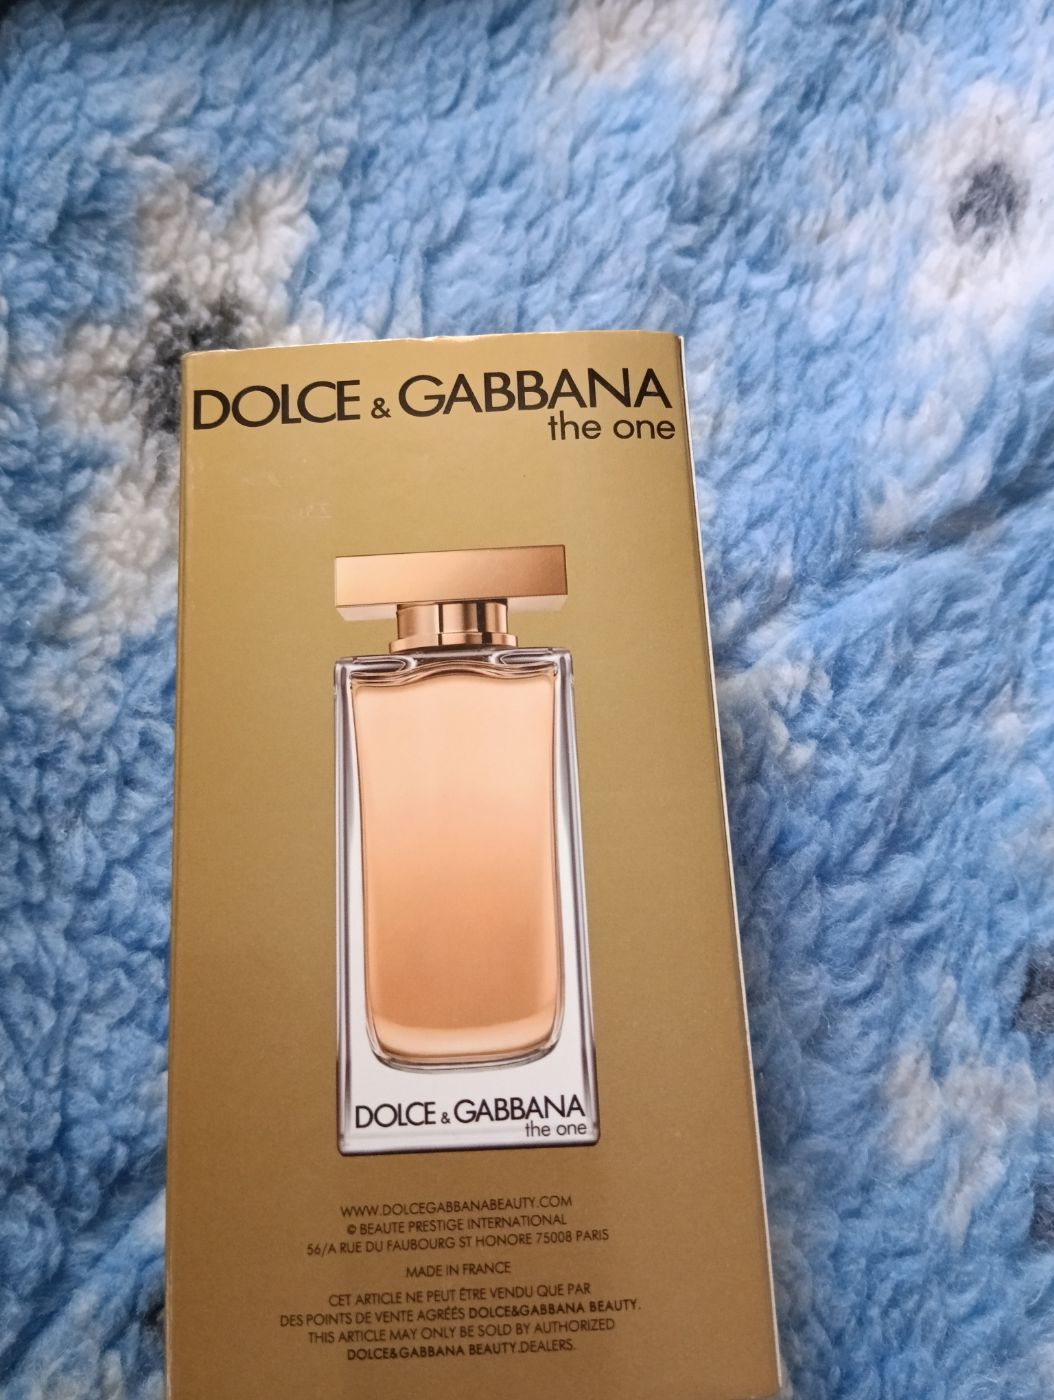 DOLCE & GABBANA
the one
DOLCE & GABBANA
the one
WWW.DOLCEGABBANABEAUTY.COM
© BEAUTE PRESTIGE INTERNATIONAL
56/A RUE DU FAUBOURG ST HONORE 75008 PARIS
MADE IN FRANCE
CET ARTICLE NE PEUT ÊTRE VENDU QUE PAR
DES POINTS DE VENTE AGRÉÉS DOLCE&GABBANA BEAUTY.
THIS ARTICLE MAY ONLY BE SOLD BY AUTHORIZED
DOLCE&GABBANA BEAUTY.DEALERS.